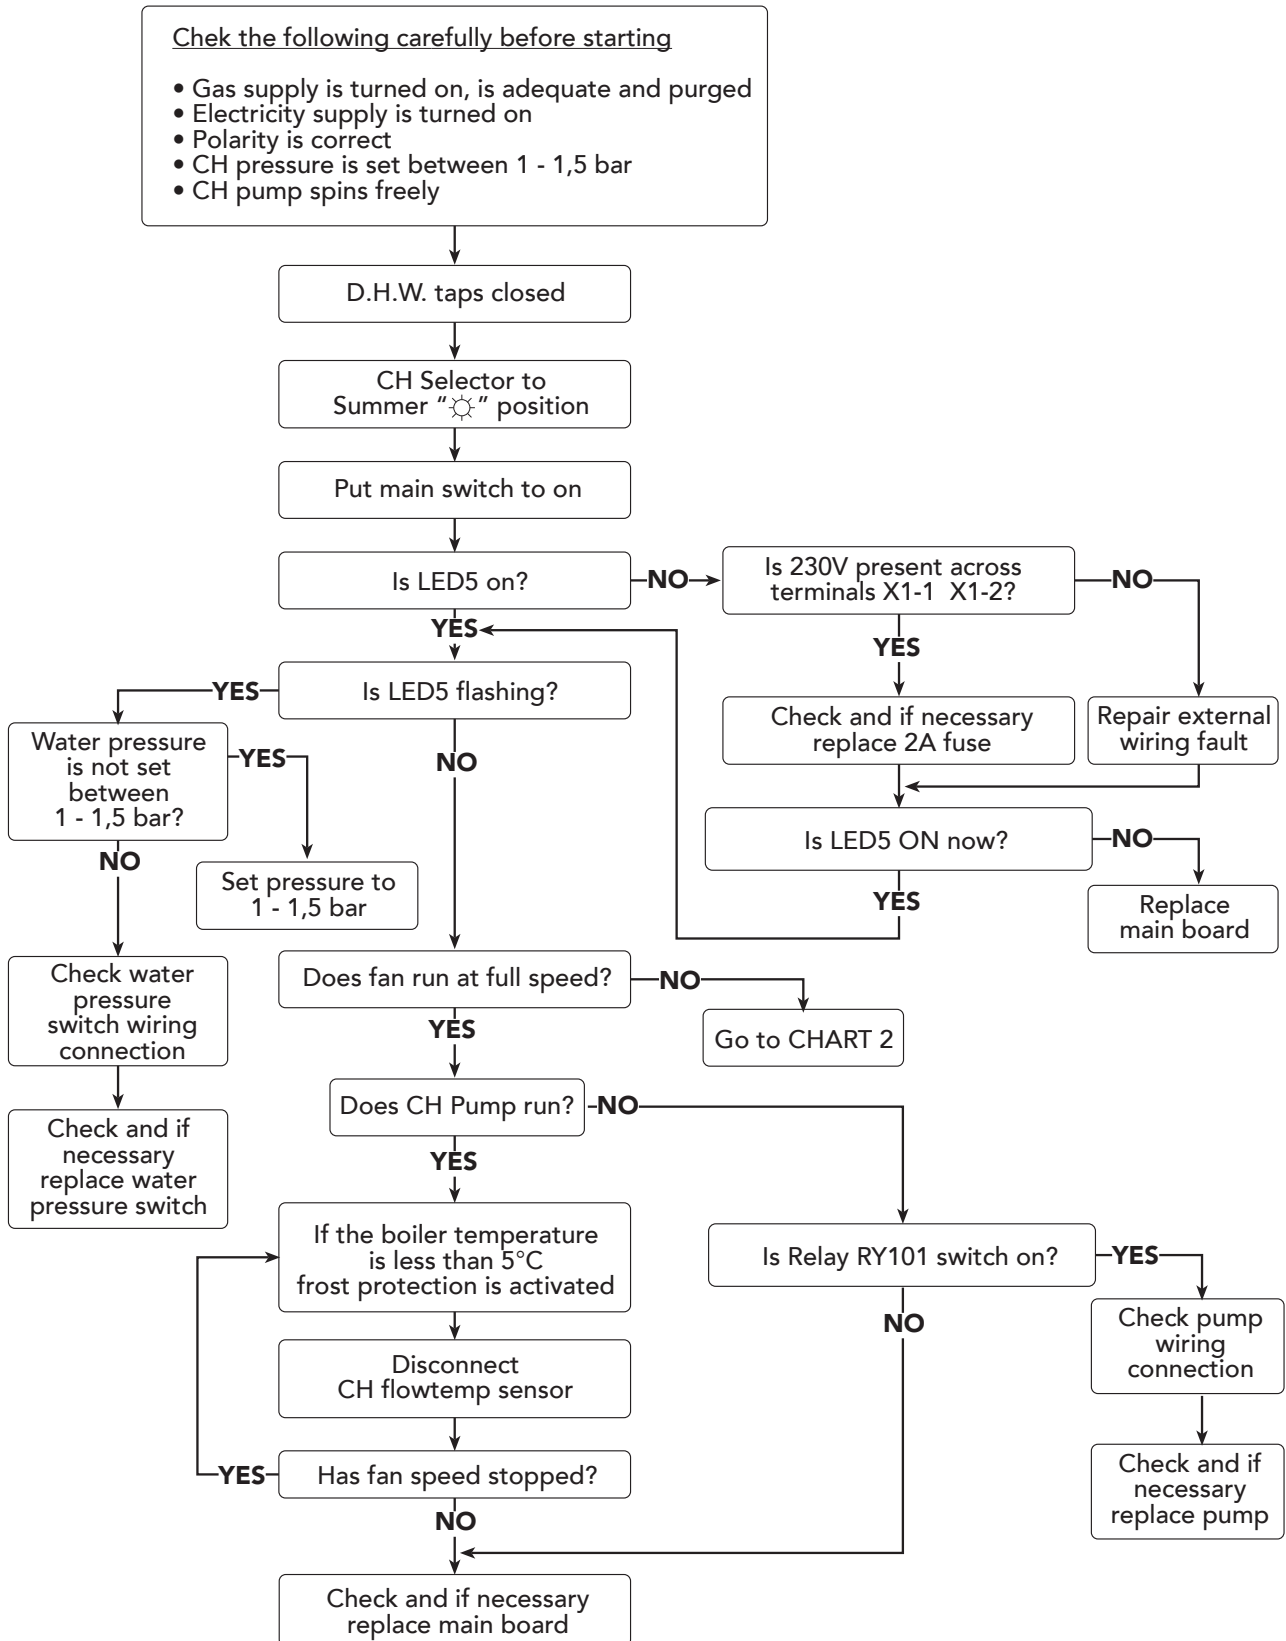 Chek the following carefully before starting
• Gas supply is turned on, is adequate and purged
• Electricity supply is turned on
• Polarity is correct
• CH pressure is set between 1 - 1,5 bar
• CH pump spins freely
D.H.W. taps closed
CH Selector to
Summer “☼” position
Put main switch to on
Is LED5 on?
NO
Is 230V present across
terminals X1-1 X1-2?
NO
YES
YES
Is LED5 flashing?
YES
Check and if necessary
replace 2A fuse
Repair external
wiring fault
Water pressure
is not set
between
1 - 1,5 bar?
YES
NO
Is LED5 ON now?
NO
NO
Set pressure to
1 - 1,5 bar
YES
Replace
main board
Check water
pressure
switch wiring
connection
Does fan run at full speed?
NO
YES
Go to CHART 2
Does CH Pump run?
NO
Check and if
necessary
replace water
pressure switch
YES
If the boiler temperature
is less than 5°C
frost protection is activated
Is Relay RY101 switch on?
YES
NO
Check pump
wiring
connection
Disconnect
CH flowtemp sensor
YES
Has fan speed stopped?
Check and if
necessary
replace pump
NO
Check and if necessary
replace main board